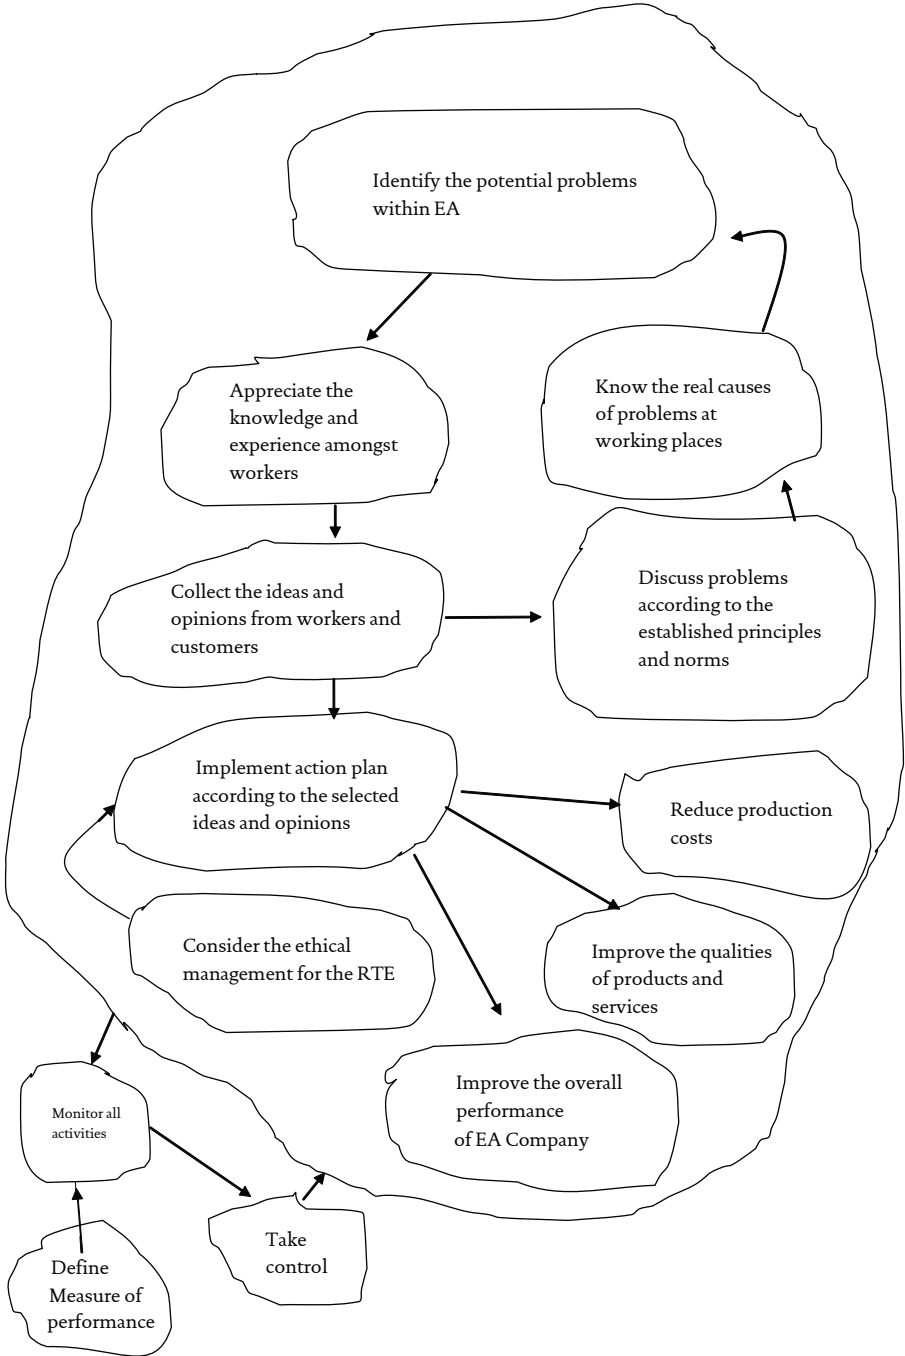 Identify the potential problems
within EA
Appreciate the
knowledge and
experience amongst
workers
Know the real causes
of problems at
working places
Collect the ideas and
opinions from workers and
customers
Discuss problems
according to the
established principles
and norms
Implement action plan
according to the selected
ideas and opinions
Reduce production
costs
Consider the ethical
management for the RTE
Improve the qualities
of products and
services
Improve the overall
performance
of EA Company
Monitor all
activities
Take
control
Define
Measure of
performance